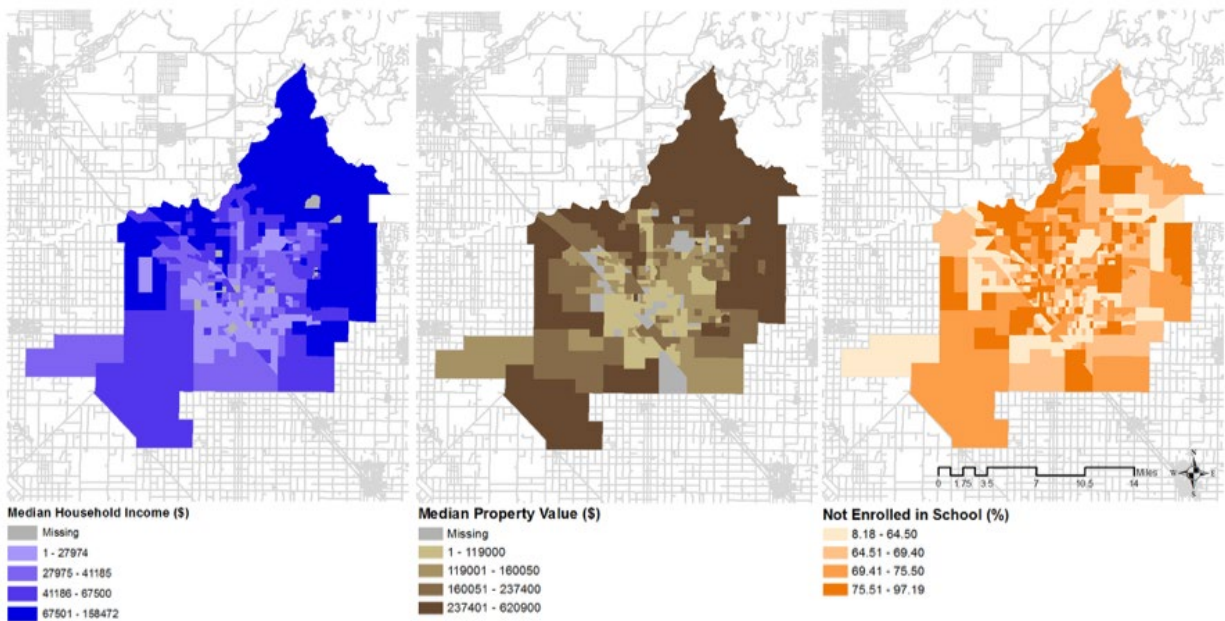 N
W E
S
Miles
0 1.75 3.5 7 10.5 14
Median Household Income ($)
Missing
1 - 27974
27975 - 41185
41186 - 67500
67501 - 158472
Median Property Value ($)
Missing
1 - 119000
119001 - 160050
160051 - 237400
237401 - 620900
Not Enrolled in School (%)
8.18 - 64.50
64.51 - 69.40
69.41 - 75.50
75.51 - 97.19